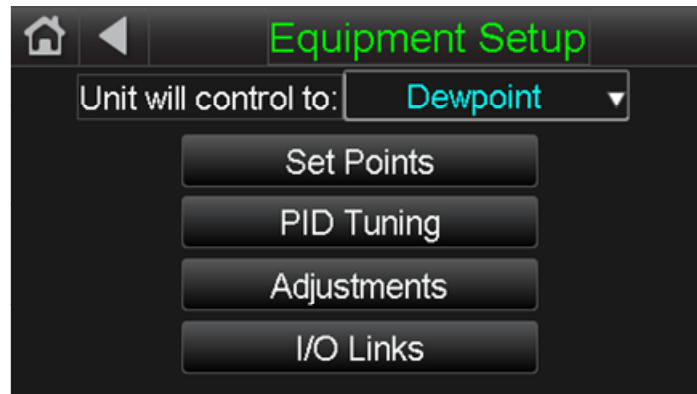 Equipment Setup
Unit will control to: Dewpoint
Set Points
PID Tuning
Adjustments
I/O Links